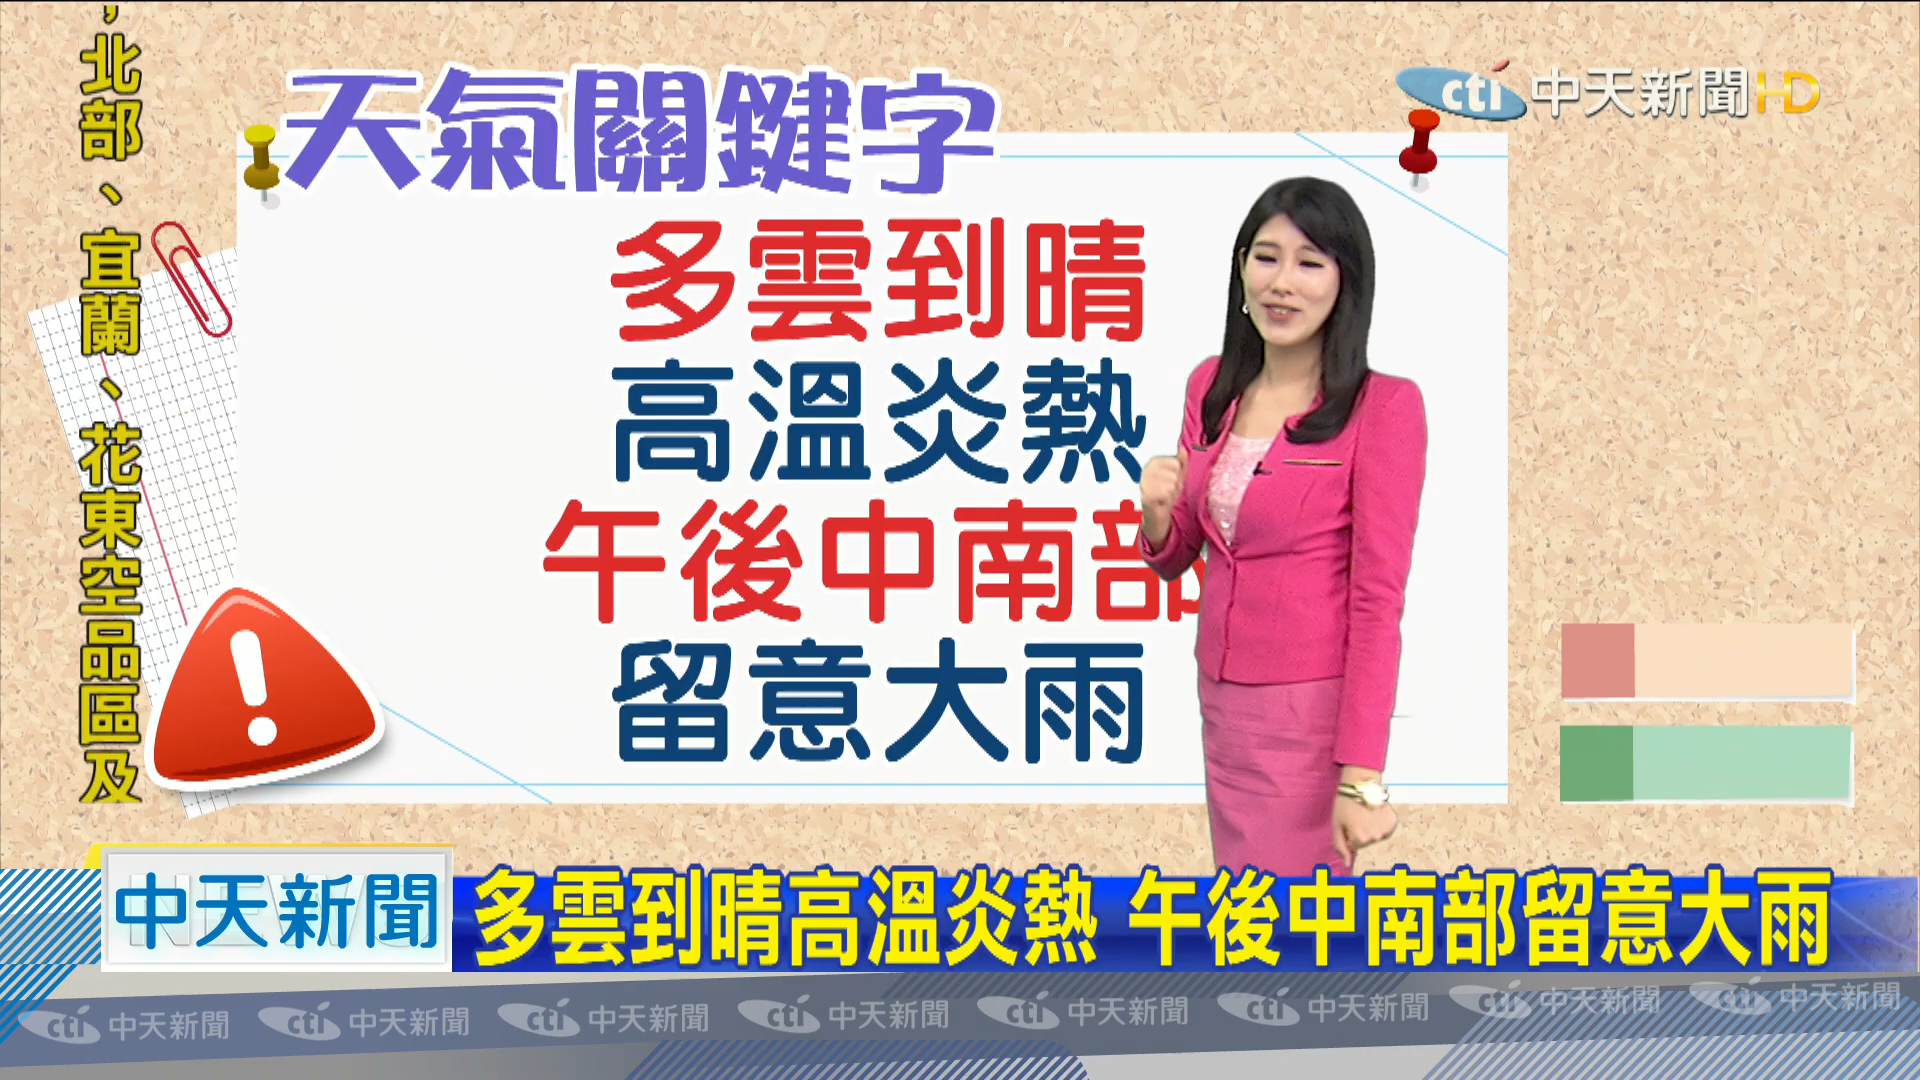 ，北部、宜蘭、花東空品區及
天氣關鍵字
cti 中天新聞HD
多雲到晴
高溫炎熱
午後中南部
留意大雨
中天新聞
多雲到晴高溫炎熱 午後中南部留意大雨
cti 中天新聞 cti 中天新聞 cti 中天新聞 cti 中天新聞 cti 中天新聞 cti 中天新聞 cti 中天新聞 cti 中天新聞